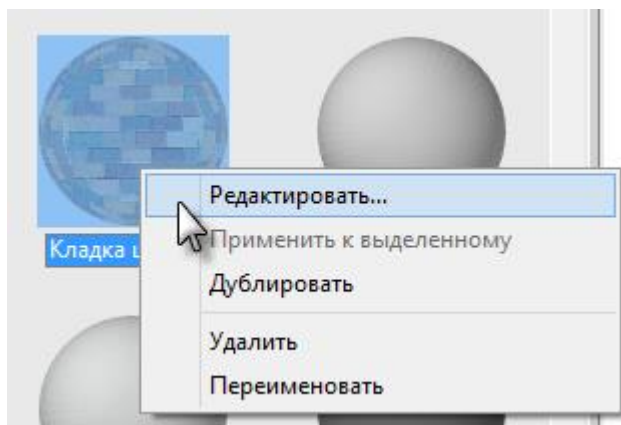 Редактировать...
Кладка
Применить к выделенному
Дублировать
Удалить
Переименовать